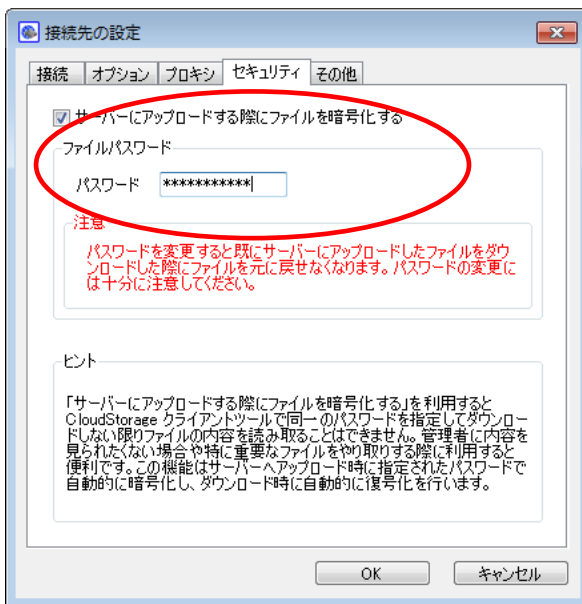 接続先の設定
接続 オプション プロキシ セキュリティ その他
サーバーにアップロードする際にファイルを暗号化する
ファイルパスワード
パスワード ***********
注意
パスワードを変更すると既にサーバーにアップロードしたファイルをダウ
ンロードした際にファイルを元に戻せなくなります。パスワードの変更に
は十分に注意してください。
ヒント
「サーバーにアップロードする際にファイルを暗号化する」を利用すると
CloudStorage クライアントツールで同一のパスワードを指定してダウンロー
ドしない限りファイルの内容を読み取ることはできません。管理者に内容を
見られたくない場合や特に重要なファイルをやり取りする際に利用すると
便利です。この機能はサーバーへアップロード時に指定されたパスワードで
自動的に暗号化し、ダウンロード時に自動的に復号化を行います。
OK キャンセル